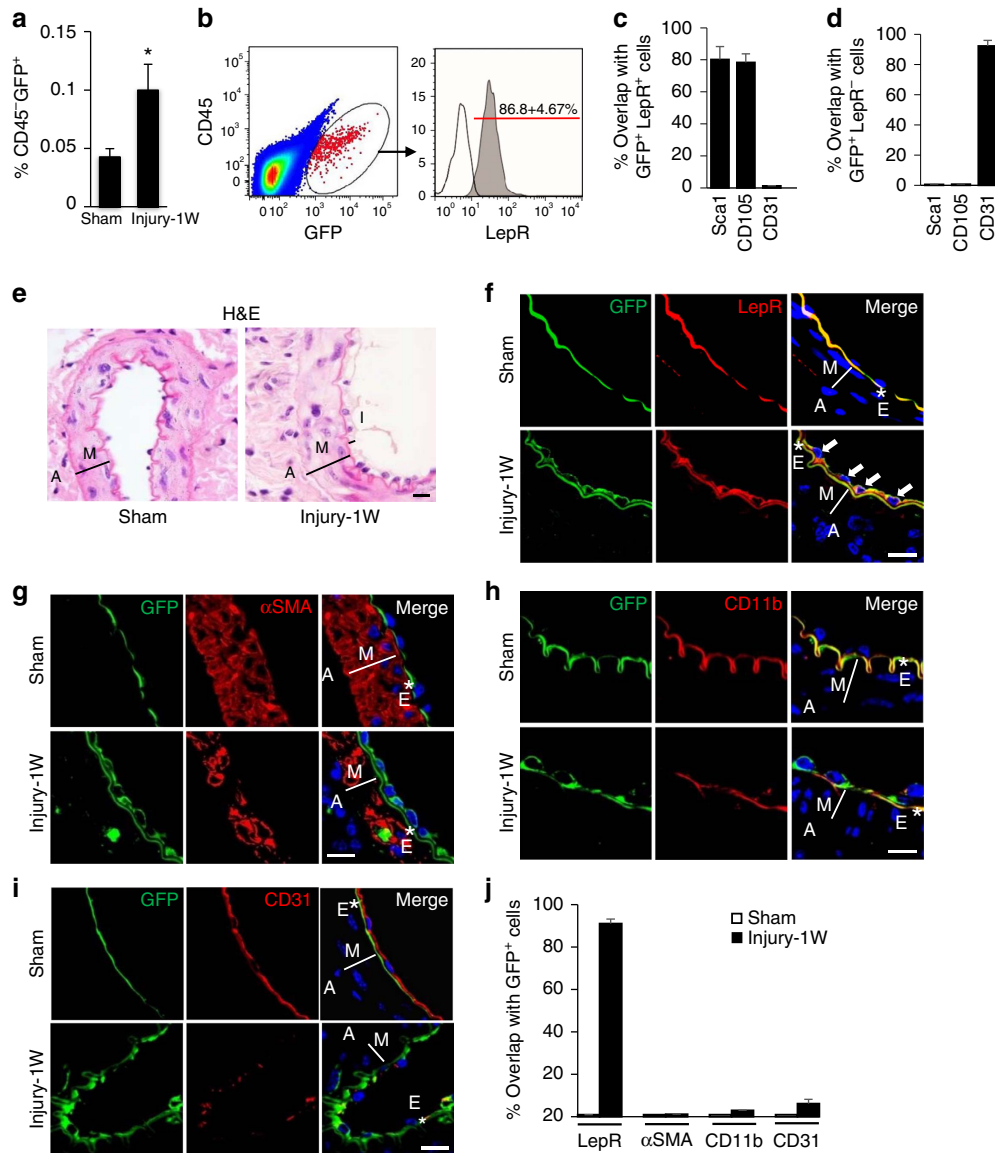 a
% CD45⁻GFP⁺
0.15
0.1
0.05
0
*
Sham
Injury-1W
b
CD45
10⁵
10⁴
10³
10²
0
0 10² 10³ 10⁴ 10⁵
GFP
20
15
10
5
0
86.8+4.67%
10⁰ 10¹ 10² 10³ 10⁴
LepR
c
% Overlap with
GFP⁺ LepR⁺ cells
100
80
60
40
20
0
Sca1
CD105
CD31
d
% Overlap with
GFP⁺ LepR⁻ cells
100
80
60
40
20
0
Sca1
CD105
CD31
e
H&E
A M
A M I
Sham
Injury-1W
f
GFP
LepR
Merge
Sham
M
A
* E
Injury-1W
* E
M
A
g
GFP
αSMA
Merge
Sham
M
A
* E
Injury-1W
M
A
* E
h
GFP
CD11b
Merge
Sham
M
A
* E
Injury-1W
M
A
E *
i
GFP
CD31
Merge
Sham
E*
M
A
Injury-1W
A M
E
*
*
j
% Overlap with GFP⁺ cells
100
80
60
40
20
20
Sham
Injury-1W
LepR
αSMA
CD11b
CD31